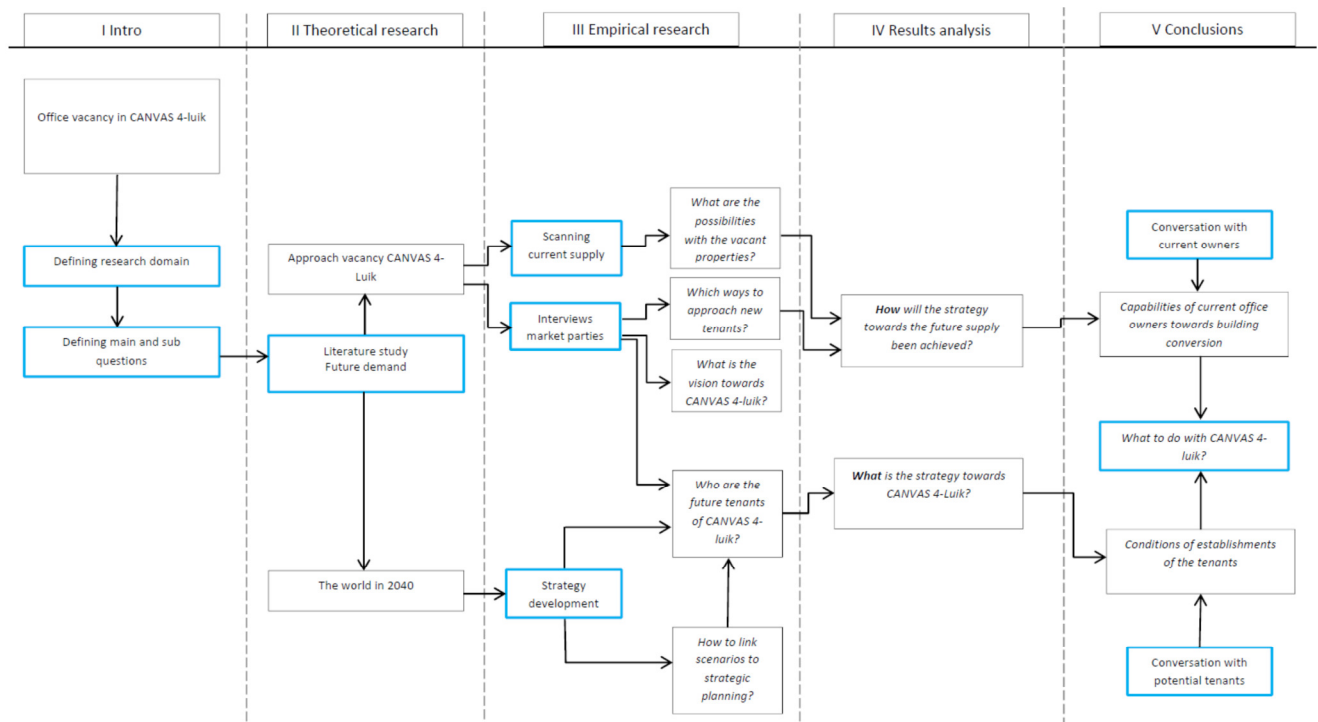 I Intro
II Theoretical research
III Empirical research
IV Results analysis
V Conclusions
Office vacancy in CANVAS 4-luik
Defining research domain
Defining main and sub
questions
Approach vacancy CANVAS 4-
Luik
Literature study
Future demand
The world in 2040
Scanning
current supply
Interviews
market parties
Strategy
development
What are the
possibilities
with the vacant
properties?
Which ways to
approach new
tenants?
What is the
vision towards
CANVAS 4-luik?
Who are the
future tenants
of CANVAS 4-
luik?
How to link
scenarios to
strategic
planning?
How will the strategy
towards the future supply
been achieved?
What is the strategy towards
CANVAS 4-Luik?
Conversation with
current owners
Capabilities of current office
owners towards building
conversion
What to do with CANVAS 4-
luik?
Conditions of establishments
of the tenants
Conversation with
potential tenants